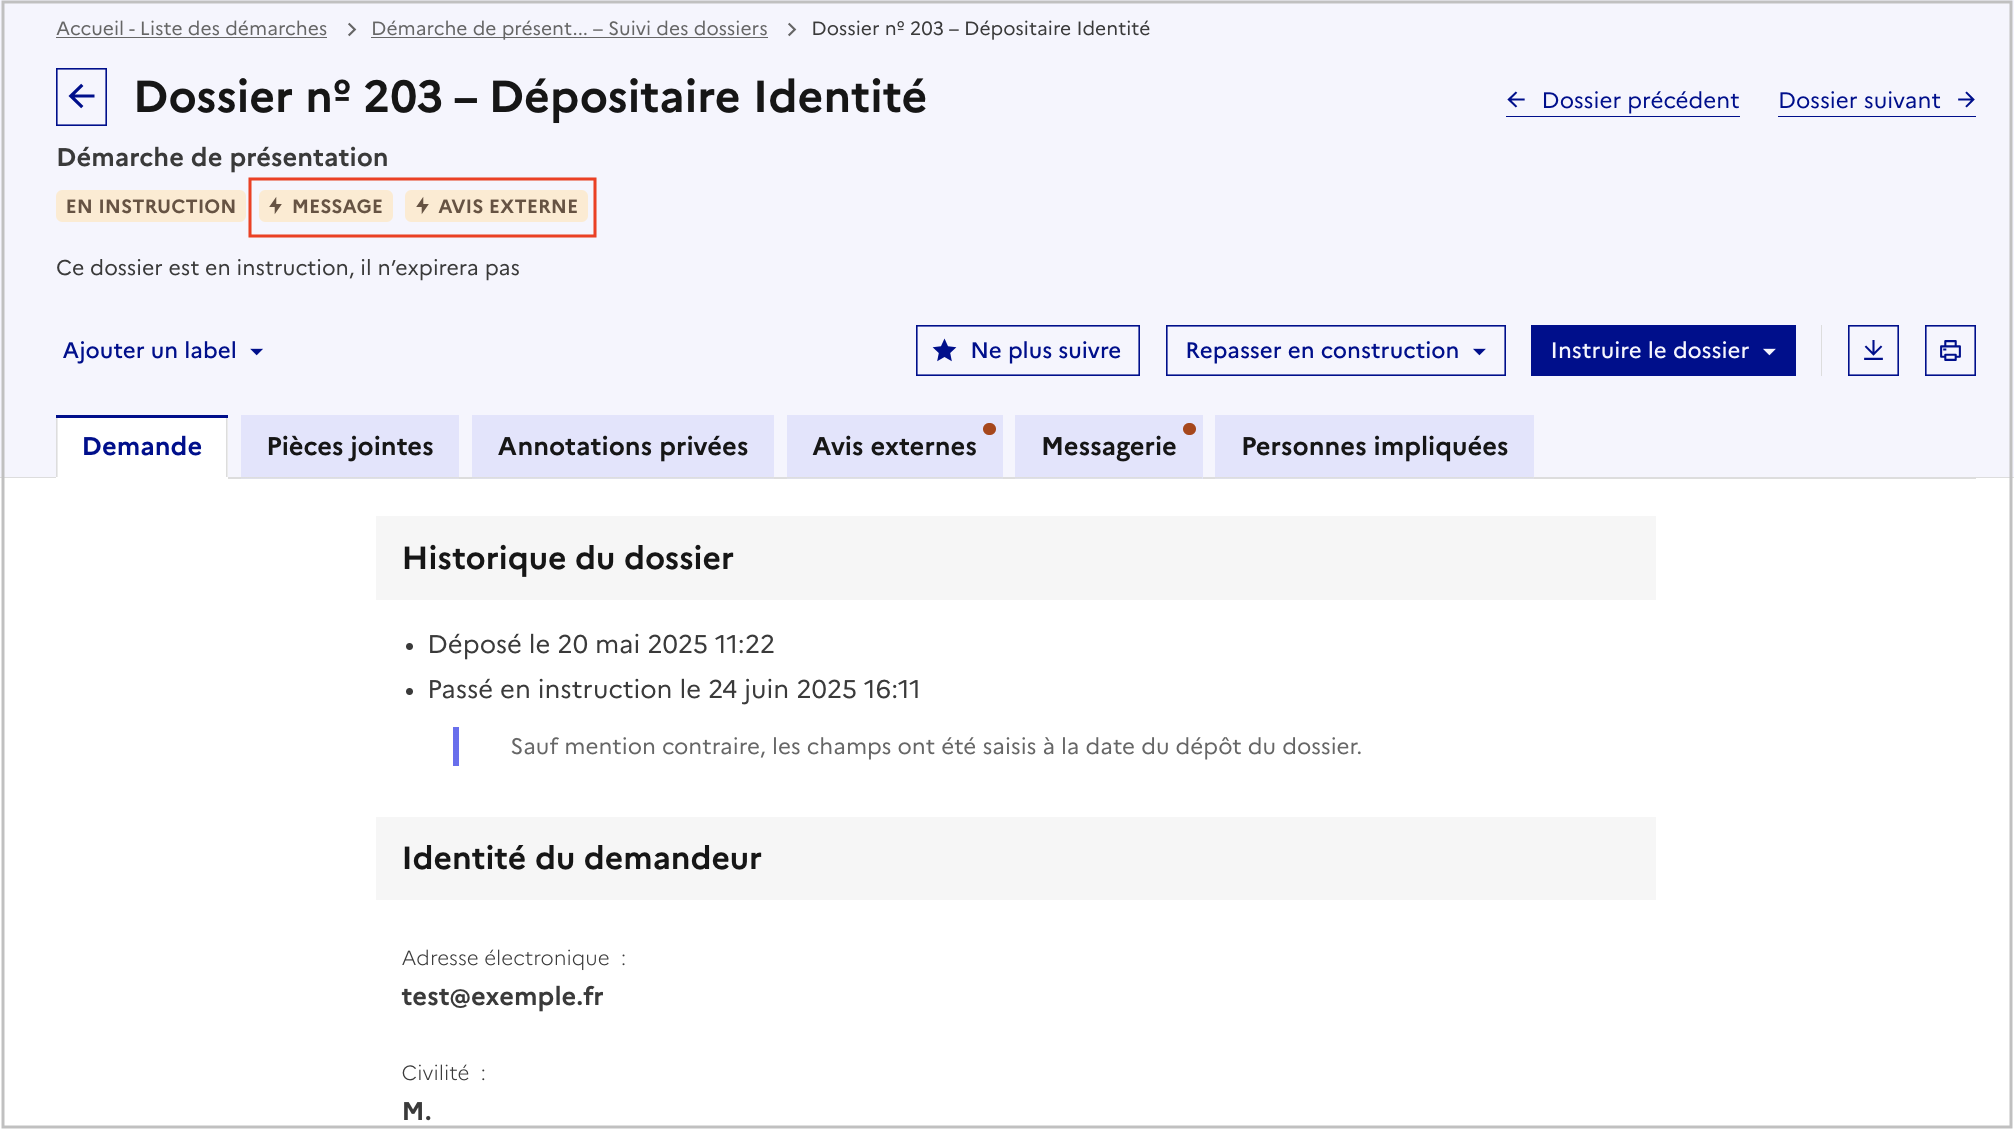 Accueil - Liste des démarches > Démarche de présent... – Suivi des dossiers > Dossier nº 203 – Dépositaire Identité
Dossier nº 203 – Dépositaire Identité
Dossier précédent Dossier suivant
Démarche de présentation
EN INSTRUCTION MESSAGE AVIS EXTERNE
Ce dossier est en instruction, il n’expirera pas
Ajouter un label Ne plus suivre Repasser en construction Instruire le dossier
Demande Pièces jointes Annotations privées Avis externes Messagerie Personnes impliquées
Historique du dossier
• Déposé le 20 mai 2025 11:22
• Passé en instruction le 24 juin 2025 16:11
Sauf mention contraire, les champs ont été saisis à la date du dépôt du dossier.
Identité du demandeur
Adresse électronique :
test@exemple.fr
Civilité :
M.